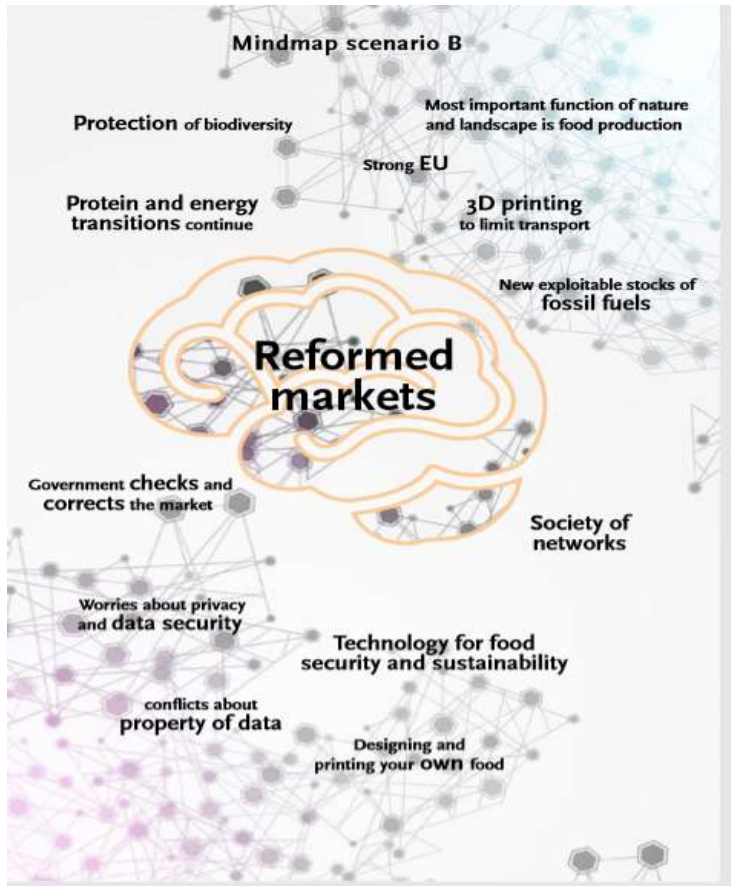 Mindmap scenario B
Protection of biodiversity
Most important function of nature
and landscape is food production
Strong EU
Protein and energy
transitions continue
3D printing
to limit transport
New exploitable stocks of
fossil fuels
Reformed
markets
Government checks and
corrects the market
Society of
networks
Worries about privacy
and data security
Technology for food
security and sustainability
conflicts about
property of data
Designing and
printing your own food